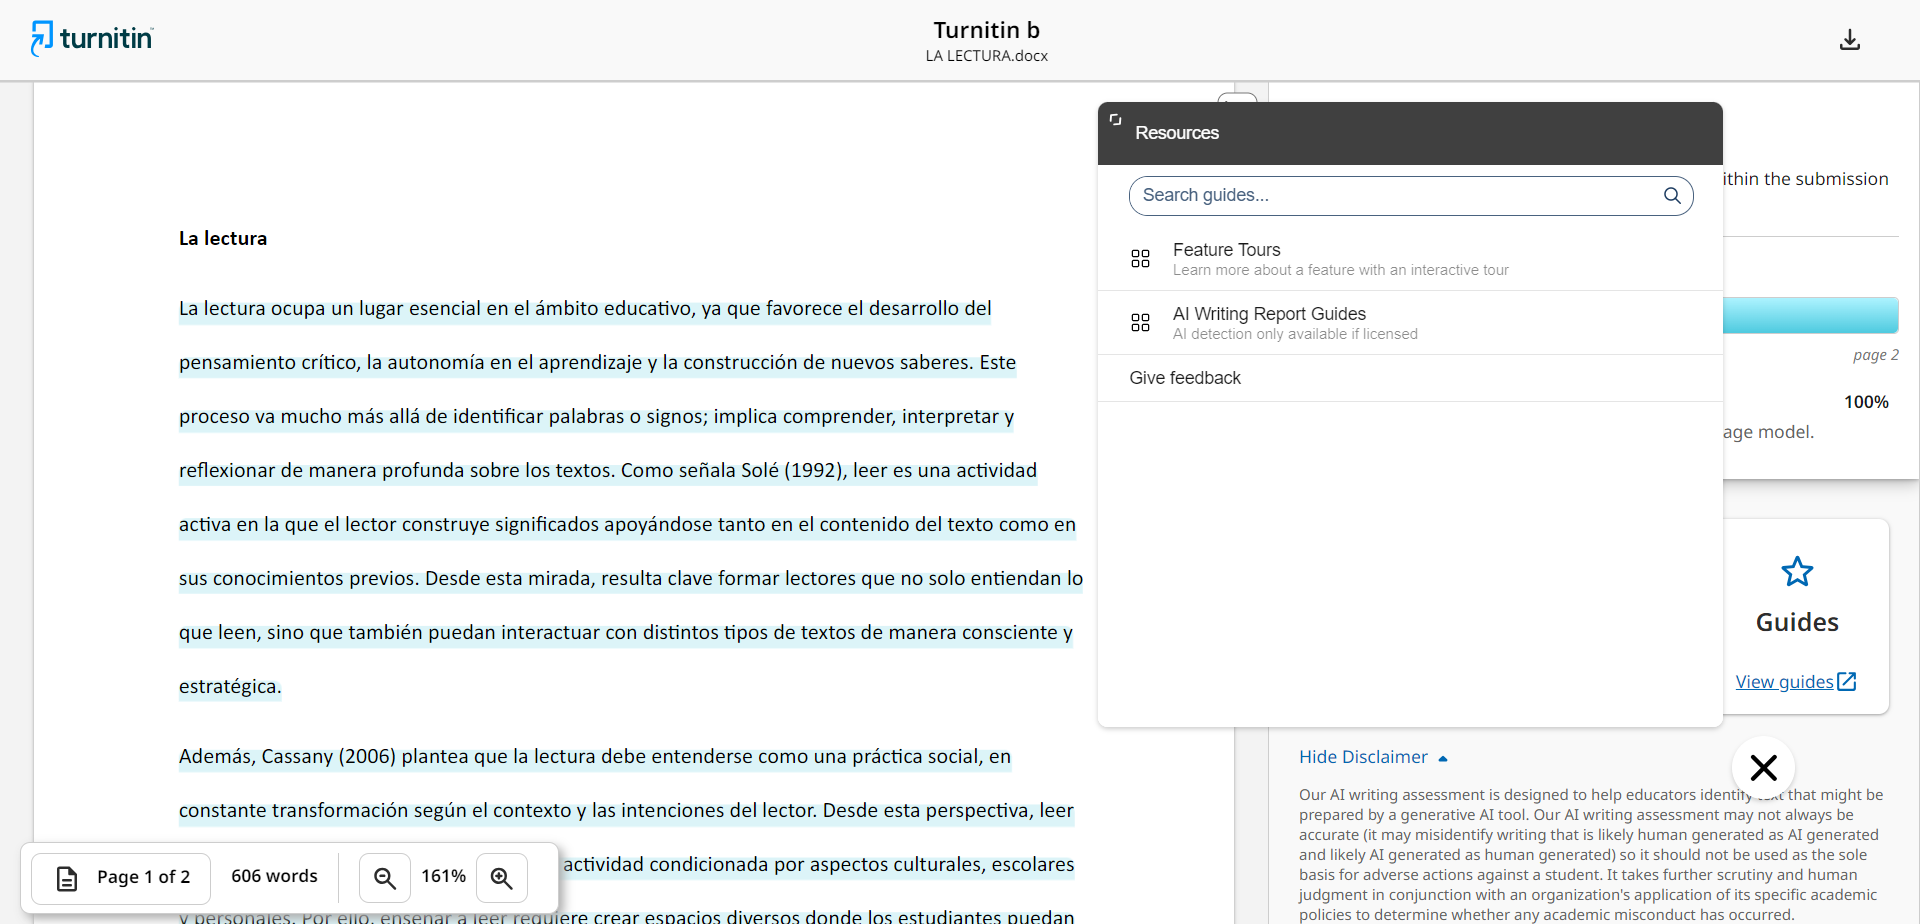 turnitin
Turnitin b
LA LECTURA.docx
La lectura
La lectura ocupa un lugar esencial en el ámbito educativo, ya que favorece el desarrollo del
pensamiento crítico, la autonomía en el aprendizaje y la construcción de nuevos saberes. Este
proceso va mucho más allá de identificar palabras o signos; implica comprender, interpretar y
reflexionar de manera profunda sobre los textos. Como señala Solé (1992), leer es una actividad
activa en la que el lector construye significados apoyándose tanto en el contenido del texto como en
sus conocimientos previos. Desde esta mirada, resulta clave formar lectores que no solo entiendan lo
que leen, sino que también puedan interactuar con distintos tipos de textos de manera consciente y
estratégica.
Además, Cassany (2006) plantea que la lectura debe entenderse como una práctica social, en
constante transformación según el contexto y las intenciones del lector. Desde esta perspectiva, leer
actividad condicionada por aspectos culturales, escolares
y personales. Por ello, enseñar a leer requiere crear espacios diversos donde los estudiantes puedan
Page 1 of 2
606 words
161%
Resources
Search guides...
Feature Tours
Learn more about a feature with an interactive tour
AI Writing Report Guides
AI detection only available if licensed
Give feedback
ithin the submission
page 2
100%
age model.
Guides
View guides
Hide Disclaimer
Our AI writing assessment is designed to help educators identify text that might be
prepared by a generative AI tool. Our AI writing assessment may not always be
accurate (it may misidentify writing that is likely human generated as AI generated
and likely AI generated as human generated) so it should not be used as the sole
basis for adverse actions against a student. It takes further scrutiny and human
judgment in conjunction with an organization's application of its specific academic
policies to determine whether any academic misconduct has occurred.